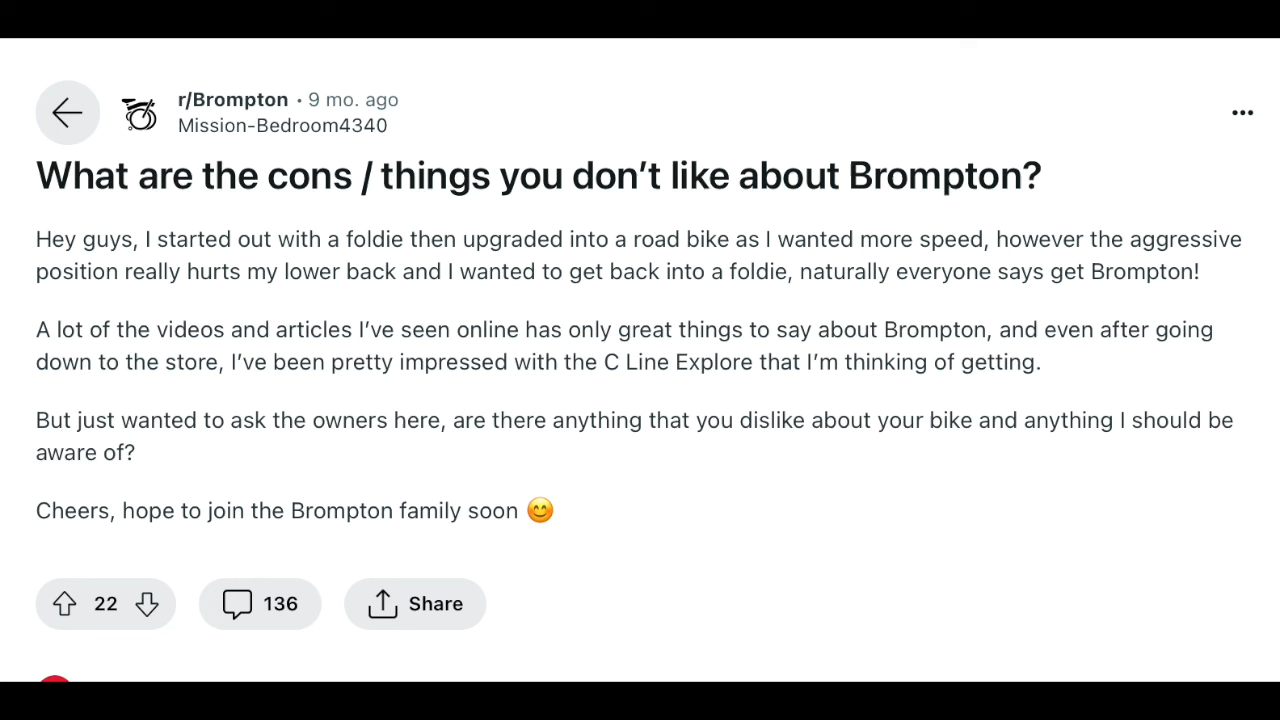 r/Brompton • 9 mo. ago
Mission-Bedroom4340
What are the cons / things you don’t like about Brompton?
Hey guys, I started out with a foldie then upgraded into a road bike as I wanted more speed, however the aggressive
position really hurts my lower back and I wanted to get back into a foldie, naturally everyone says get Brompton!
A lot of the videos and articles I’ve seen online has only great things to say about Brompton, and even after going
down to the store, I’ve been pretty impressed with the C Line Explore that I’m thinking of getting.
But just wanted to ask the owners here, are there anything that you dislike about your bike and anything I should be
aware of?
Cheers, hope to join the Brompton family soon 😊
22 136 Share